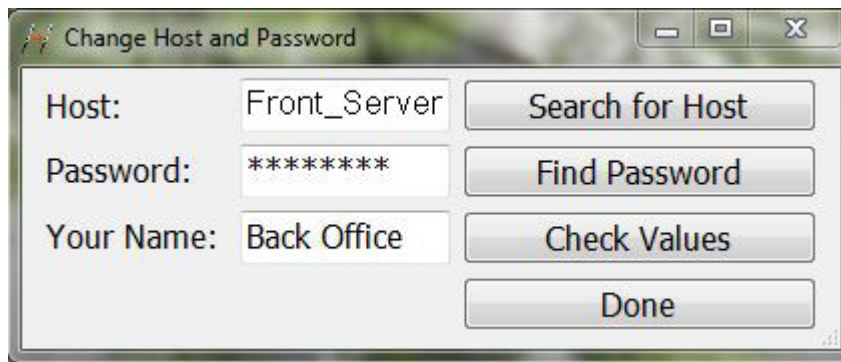 Change Host and Password
Host: Front_Server Search for Host
Password: ******** Find Password
Your Name: Back Office Check Values
Done